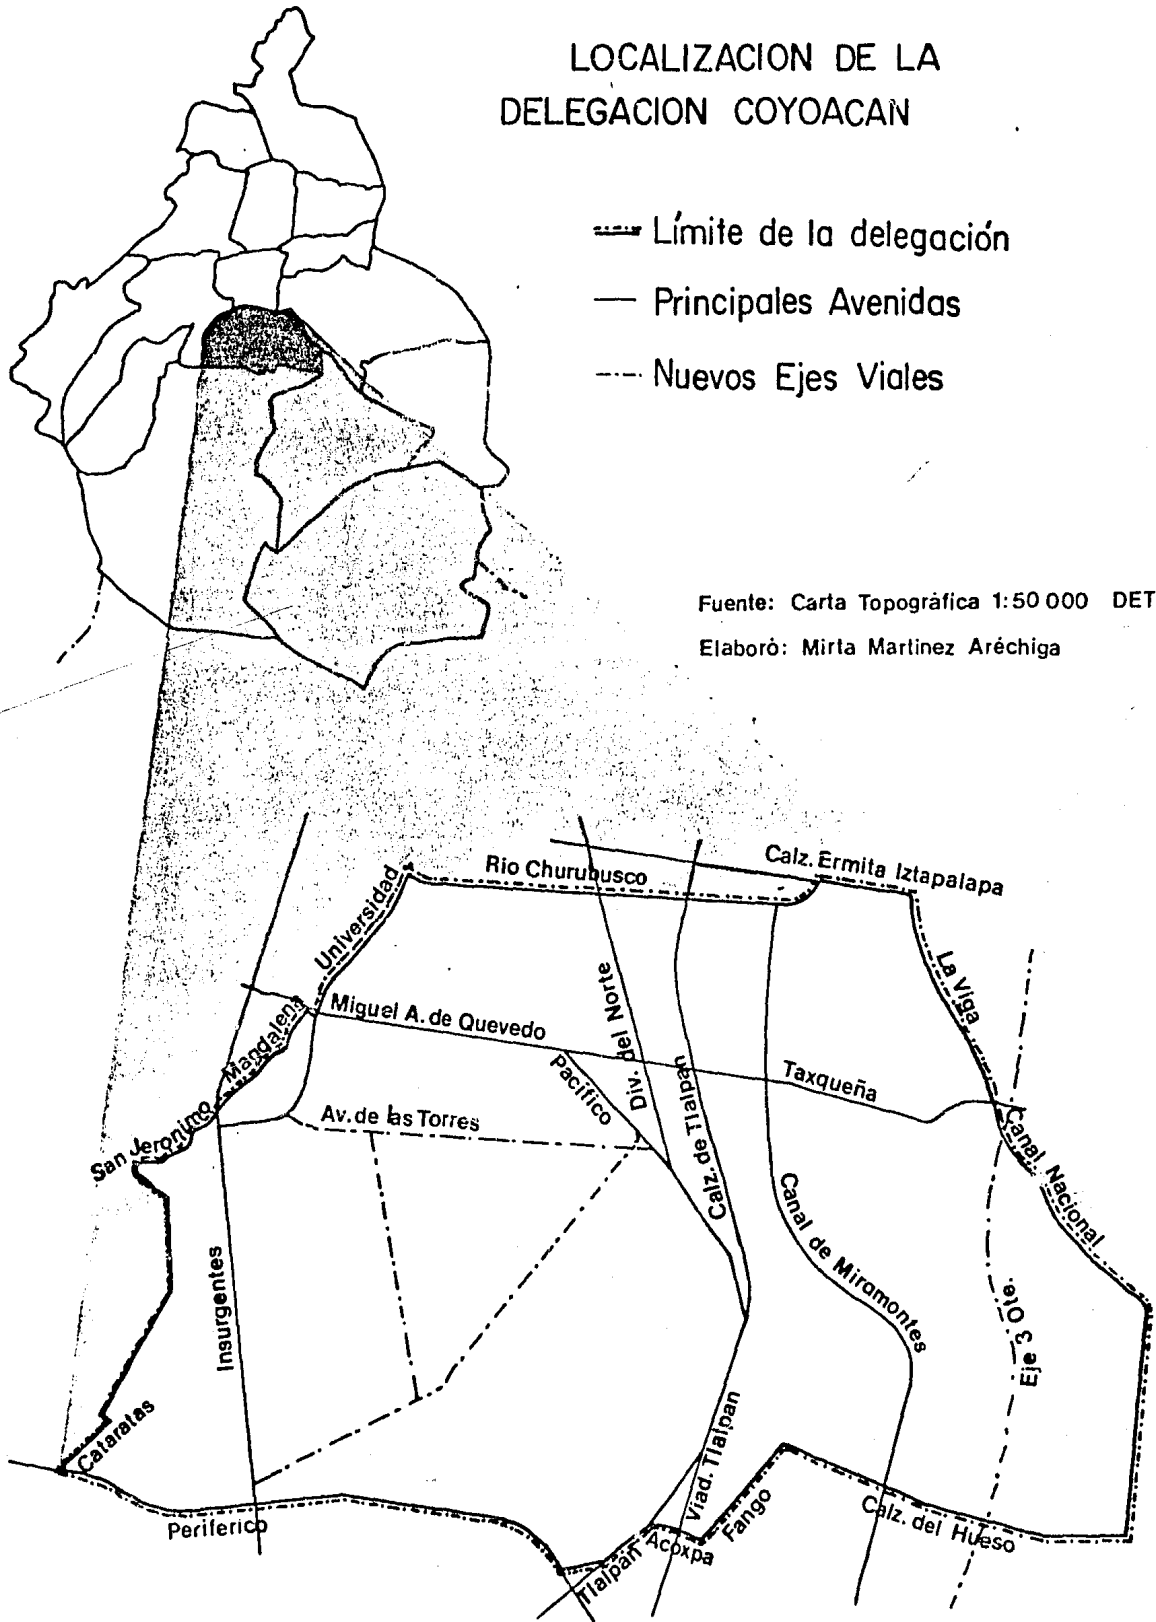 LOCALIZACION DE LA
DELEGACION COYOACAN
Límite de la delegación
Principales Avenidas
Nuevos Ejes Viales
Fuente: Carta Topográfica 1:50 000 DET
Elaboró: Mirta Martinez Aréchiga
Rio Churubusco
Calz. Ermita Iztapalapa
Universidad
La Viga
Miguel A. de Quevedo
Div. del Norte
Mandalena
Pacifico
Calz. de Tlalpan
Taxqueña
San Jeronimo
Av. de las Torres
Canal Nacional
Canal de Miramontes
Insurgentes
Eje 3 Ote.
Cataratas
Viad. Tlalpan
Periferico
Fango
Calz. del Hueso
Acoxpa
Tlalpan